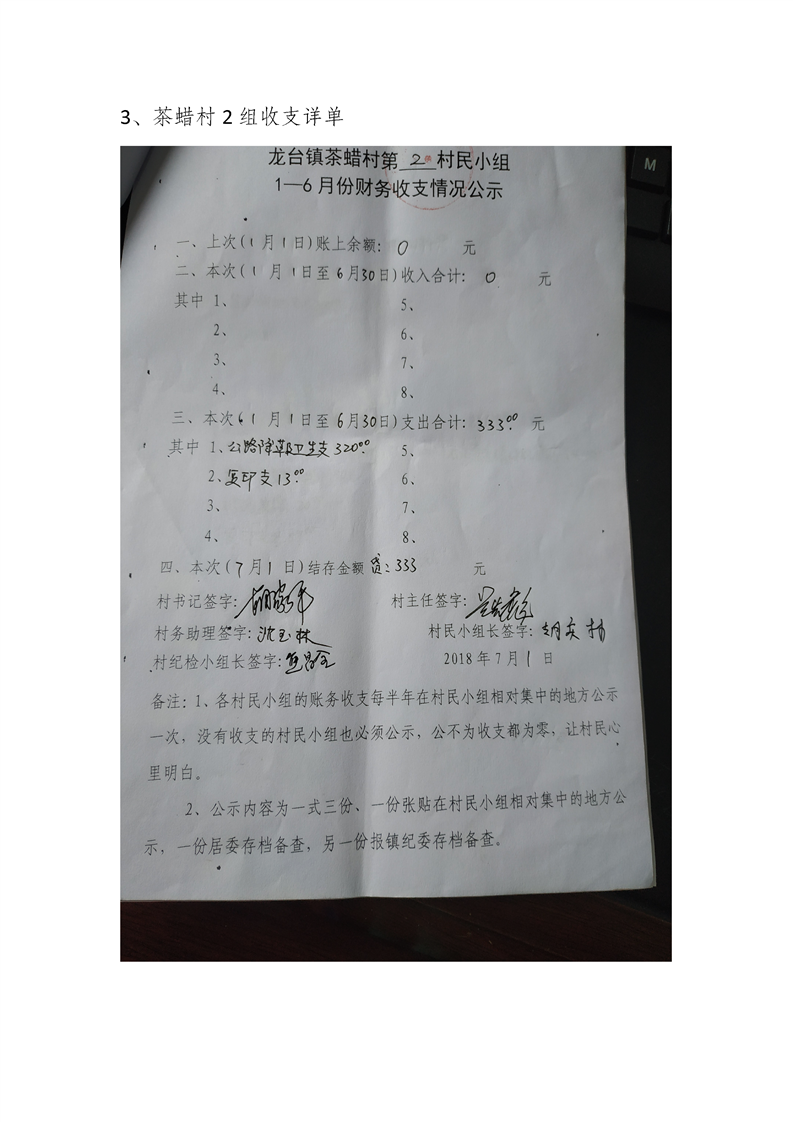 3、茶蜡村 2 组收支详单
M
龙台镇茶蜡村第 2 村民小组
1—6 月份财务收支情况公示
一、上次(1月1日)账上余额: 0 元
二、本次(1月1日至6月30日)收入合计: 0 元
其中 1、 5、
2、 6、
3、 7、
4、 8、
三、本次(1月1日至6月30日)支出合计: 333.00 元
其中 1、公路除草卫生支320.00 5、
2、复印支13.00 6、
3、 7、
4、 8、
四、本次(7月1日)结存金额 贷:333 元
村书记签字: 村主任签字:
村务助理签字:沈玉林 村民小组长签字:
村纪检小组长签字: 2018年7月1日
备注:1、各村民小组的账务收支每半年在村民小组相对集中的地方公示
一次,没有收支的村民小组也必须公示,公不为收支都为零,让村民心
里明白。
2、公示内容为一式三份、一份张贴在村民小组相对集中的地方公
示,一份居委存档备查,另一份报镇纪委存档备查。